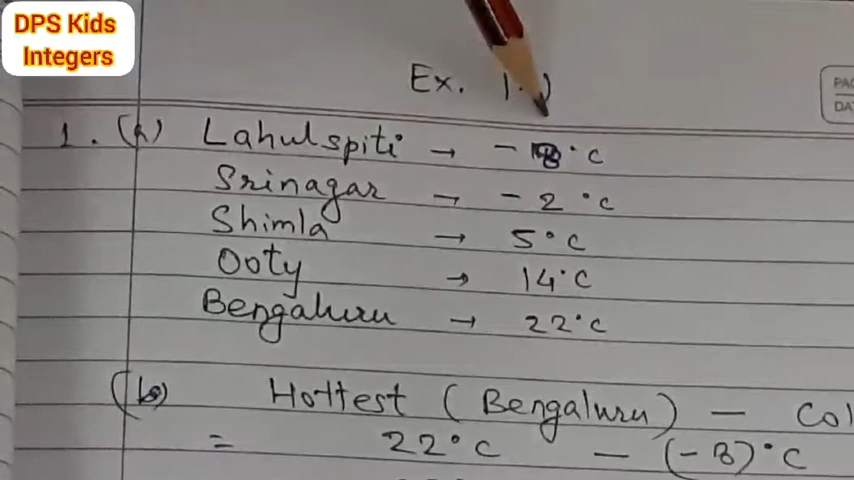 DPS Kids
Integers
Ex. 1.1
1. (a) Lahulspiti → -8°C
Srinagar → -2°C
Shimla → 5°C
Ooty → 14°C
Bengaluru → 22°C
(b) Hottest (Bengaluru) — Col
= 22°C — (-8)°C